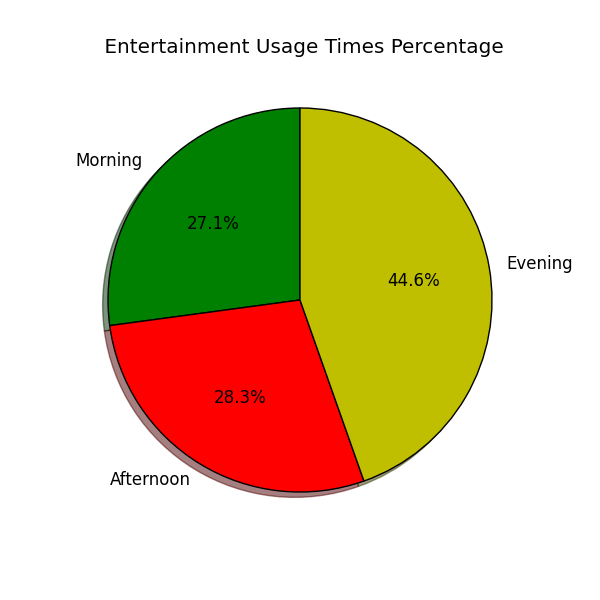 Entertainment Usage Times Percentage
Morning
27.1%
Evening
44.6%
28.3%
Afternoon